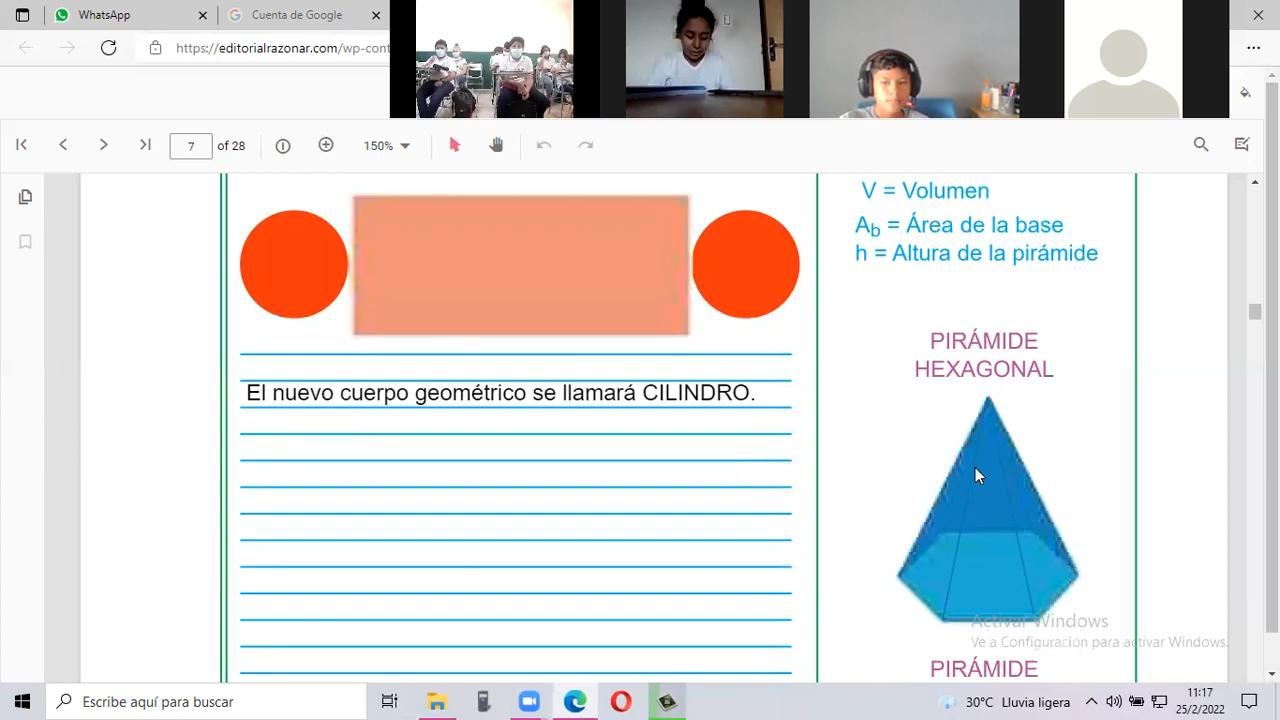 WhatsApp
Cuenta de Google
https://editorialrazonar.com/wp-cont
7 of 28
150%
V = Volumen
Ab = Área de la base
h = Altura de la pirámide
PIRÁMIDE
HEXAGONAL
El nuevo cuerpo geométrico se llamará CILINDRO.
Activar Windows
Ve a Configuración para activar Windows.
PIRÁMIDE
Escribe aquí para buscar
30°C Lluvia ligera
11:17
25/2/2022